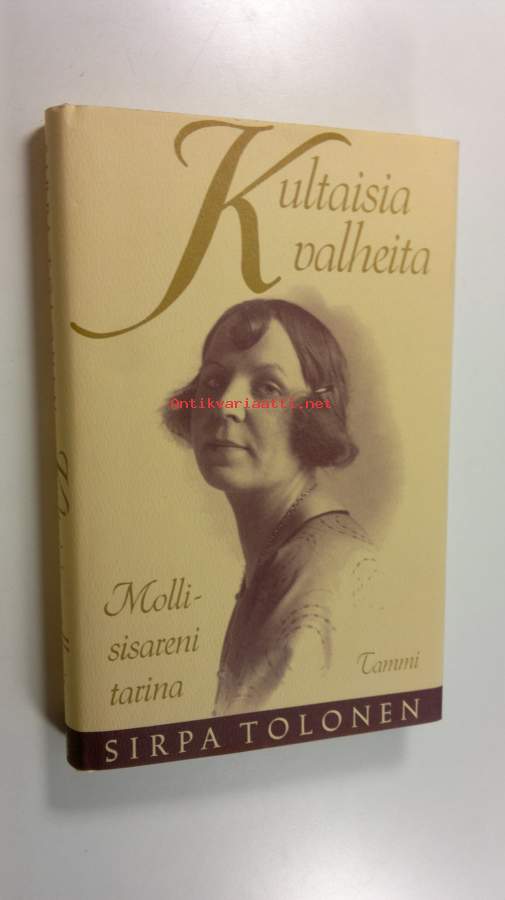 Kultaisia
valheita
Antikvariaatti.net
Molli-
sisareni
tarina
Tammi
SIRPA TOLONEN